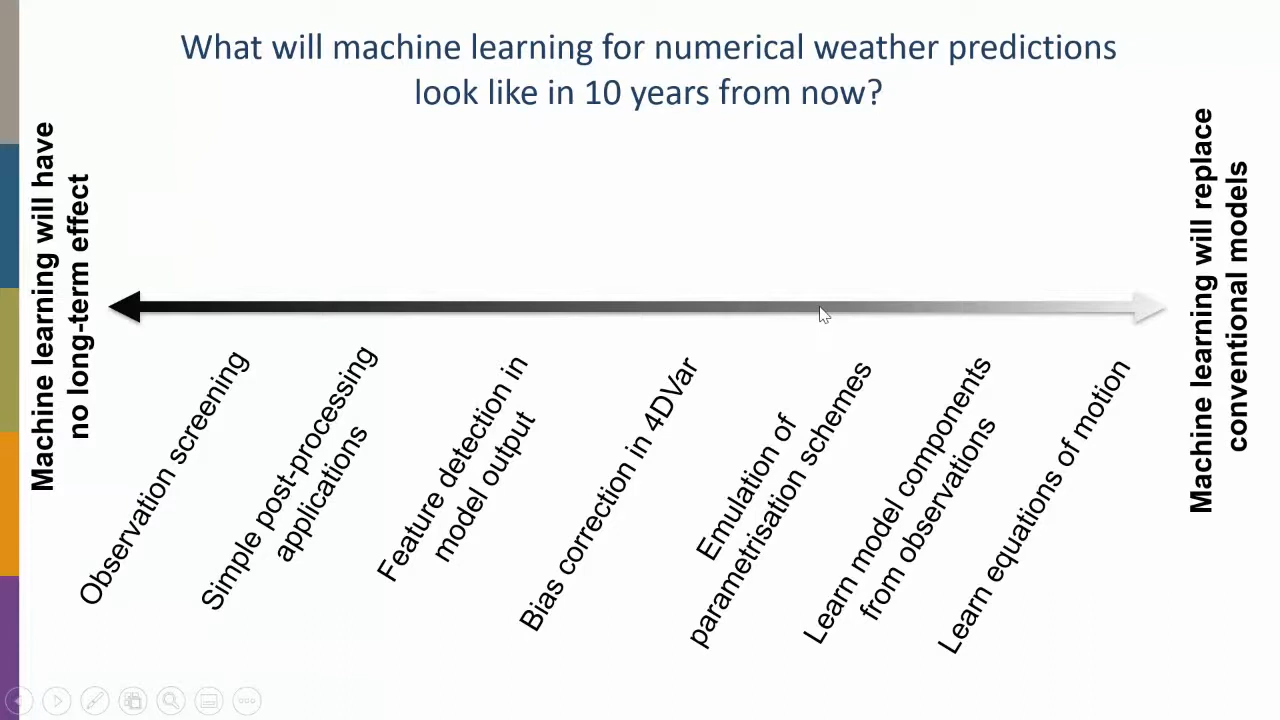 What will machine learning for numerical weather predictions
look like in 10 years from now?
Machine learning will have
no long-term effect
Observation screening
Simple post-processing
applications
Feature detection in
model output
Bias correction in 4DVar
Emulation of
parametrisation schemes
Learn model components
from observations
Learn equations of motion
Machine learning will replace
conventional models